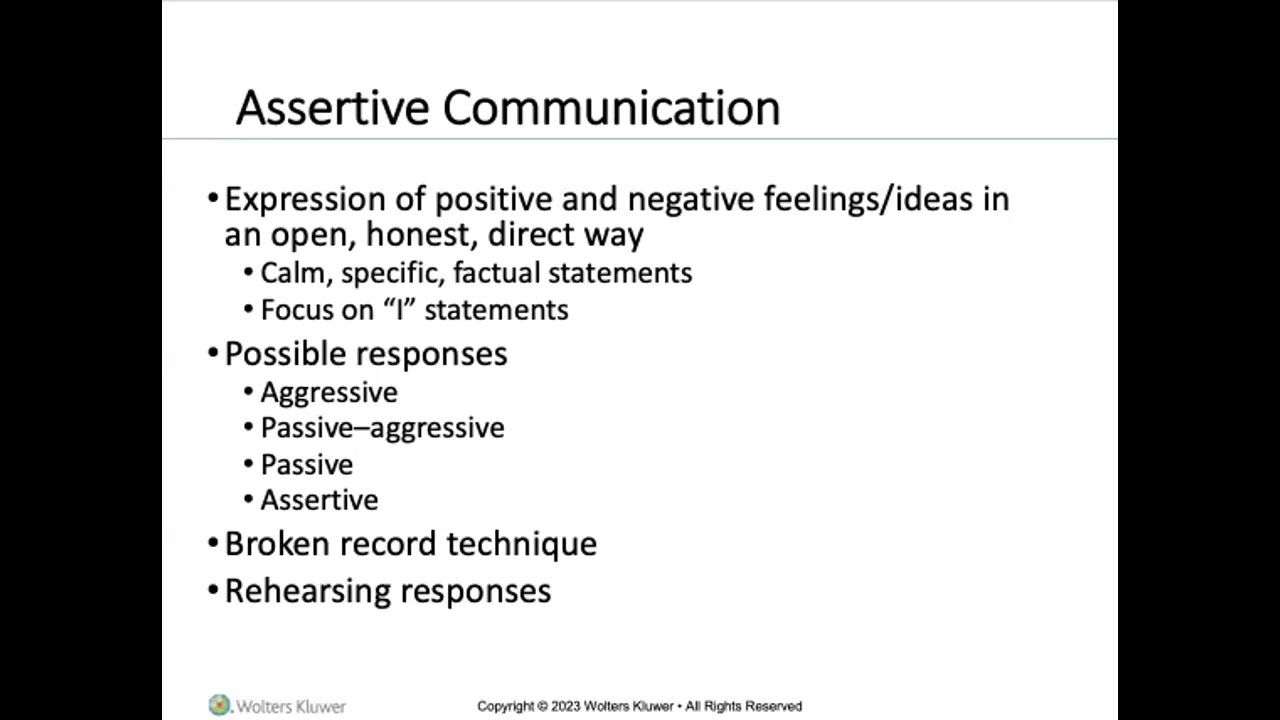 Assertive Communication
• Expression of positive and negative feelings/ideas in
an open, honest, direct way
• Calm, specific, factual statements
• Focus on “I” statements
• Possible responses
• Aggressive
• Passive–aggressive
• Passive
• Assertive
• Broken record technique
• Rehearsing responses
Wolters Kluwer
Copyright © 2023 Wolters Kluwer • All Rights Reserved